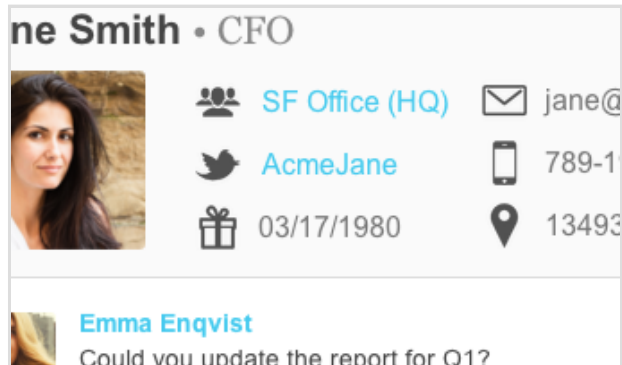 ne Smith • CFO
SF Office (HQ) jane@
AcmeJane 789-1
03/17/1980 13493
Emma Enqvist
Could you update the report for Q1?